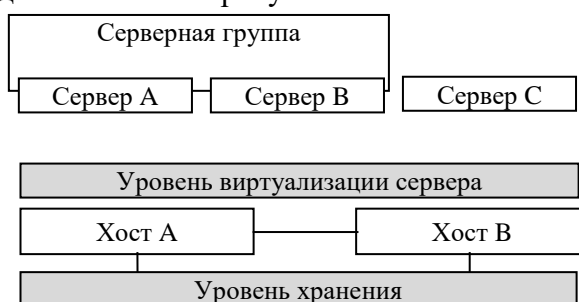 Серверная группа
Сервер A Сервер B Сервер C
Уровень виртуализации сервера
Хост A Хост B
Уровень хранения